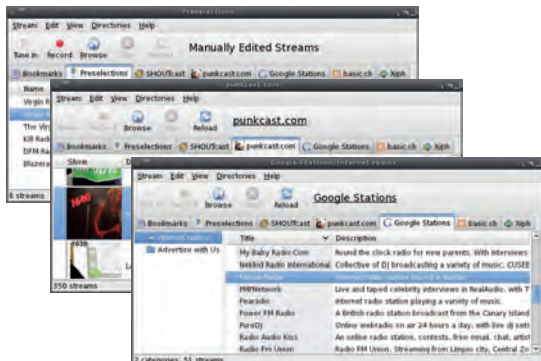 Preselections
Stream Edit View Directories Help
Tune in Record Browse
Manually Edited Streams
Bookmarks Preselections SHOUTcast punkcast.com Google Stations basic.ch Xiph
Name
Virgin R
The Vir
Kill Radi
DFM Ra
Blazera
6 streams
punkcast.com
Stream Edit View Directories Help
Browse Reload
punkcast.com
Bookmarks Preselections SHOUTcast punkcast.com Google Stations basic.ch Xiph
Show
350 streams
Google Stations
Stream Edit View Directories Help
Browse Reload
Google Stations
Bookmarks Preselections SHOUTcast punkcast.com Google Stations basic.ch Xiph
Title Description
Advertise with Us
My Baby Radio.Com Round the clock radio for new parents. With interviews
Nekkid Radio International Collective of DJ broadcasting a variety of music. CUSEE
PMPNetwork Live and taped celebrity interviews in RealAudio. with T
Pearadio Internet radio station playing a variety of music.
Power FM Radio A British radio station broadcast from the Canary Island
PureDJ Online webradio on air 24 hours a day, with live dj sets
Radio Audio Kiss An online radio station, contests, free email, chat, artist
Radio Fm Union Radio FM Union. Streaming from Limpio city, Central Zo
2 categories, 51 streams